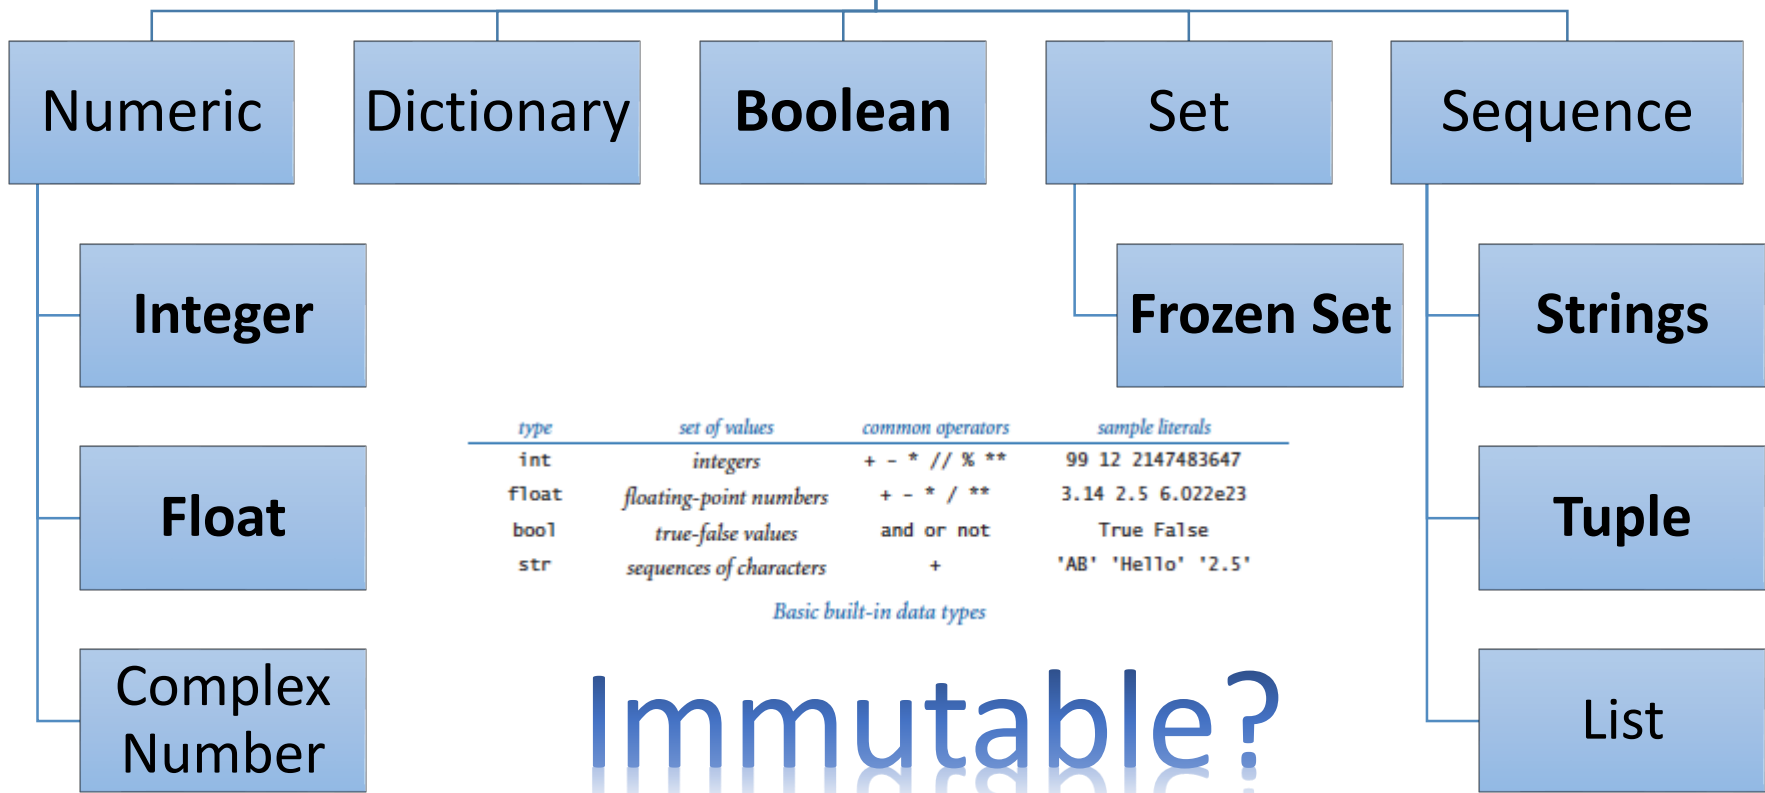 Numeric
Dictionary
Boolean
Set
Sequence
Integer
Frozen Set
Strings
Float
Tuple
Complex
Number
List
type set of values common operators sample literals
int integers + - * // % ** 99 12 2147483647
float floating-point numbers + - * / ** 3.14 2.5 6.022e23
bool true-false values and or not True False
str sequences of characters + 'AB' 'Hello' '2.5'
Basic built-in data types
Immutable?